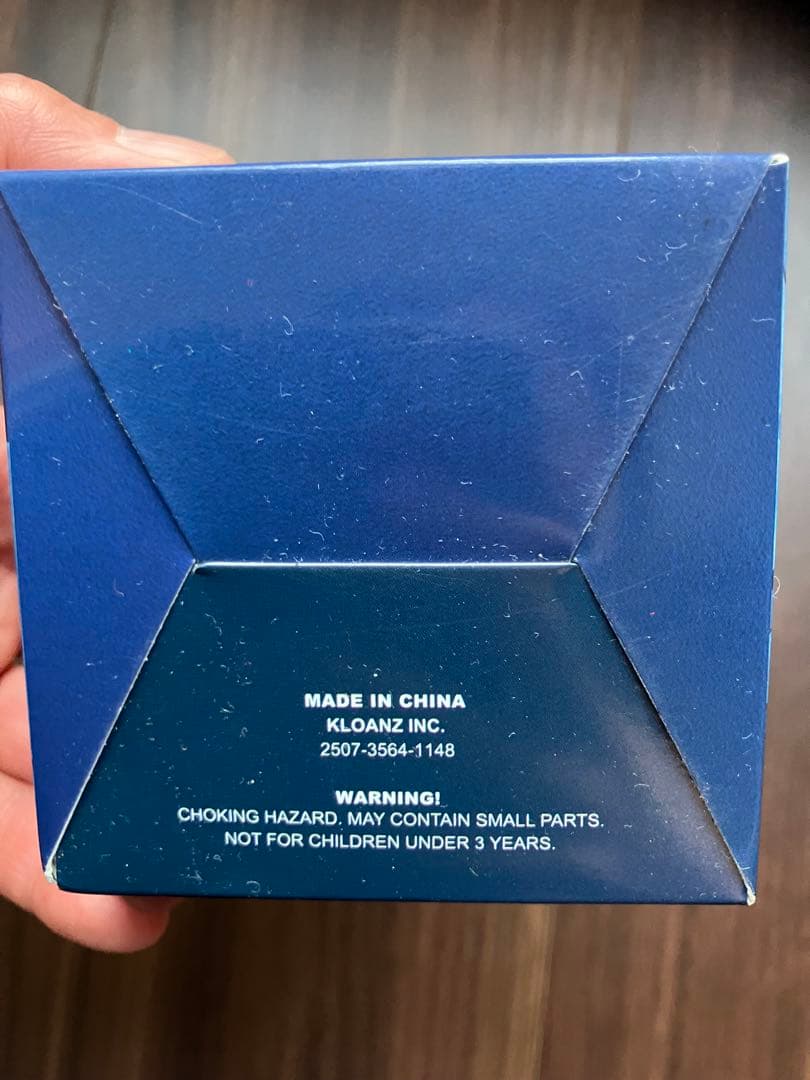 MADE IN CHINA
KLOANZ INC.
2507-3564-1148
WARNING!
CHOKING HAZARD. MAY CONTAIN SMALL PARTS.
NOT FOR CHILDREN UNDER 3 YEARS.